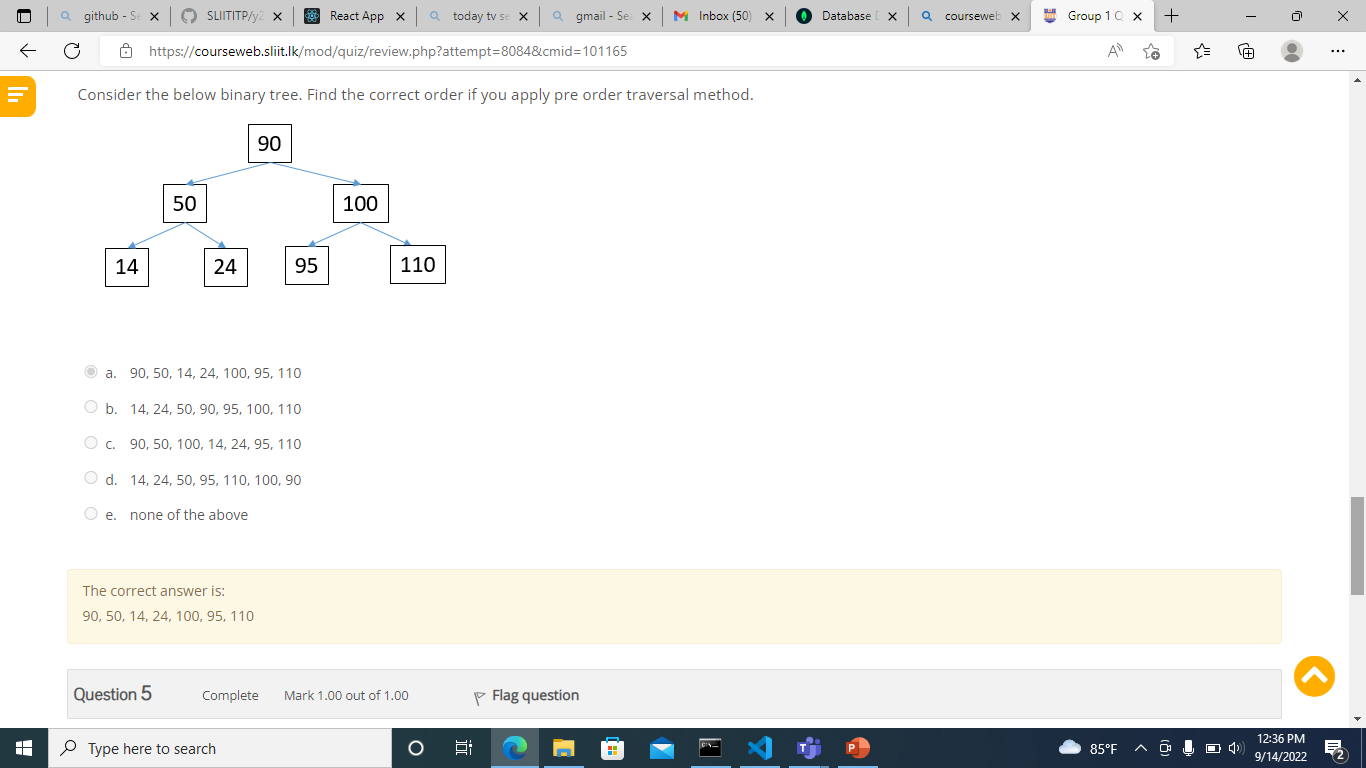 github - Se
SLIITITP/y2
React App
today tv se
gmail - Sea
Inbox (50)
Database D
courseweb
Group 1 Q
https://courseweb.sliit.lk/mod/quiz/review.php?attempt=8084&cmid=101165
Consider the below binary tree. Find the correct order if you apply pre order traversal method.
90
50 100
14 24 95 110
a. 90, 50, 14, 24, 100, 95, 110
b. 14, 24, 50, 90, 95, 100, 110
c. 90, 50, 100, 14, 24, 95, 110
d. 14, 24, 50, 95, 110, 100, 90
e. none of the above
The correct answer is:
90, 50, 14, 24, 100, 95, 110
Question 5 Complete Mark 1.00 out of 1.00 Flag question
Type here to search
85°F
12:36 PM
9/14/2022
2